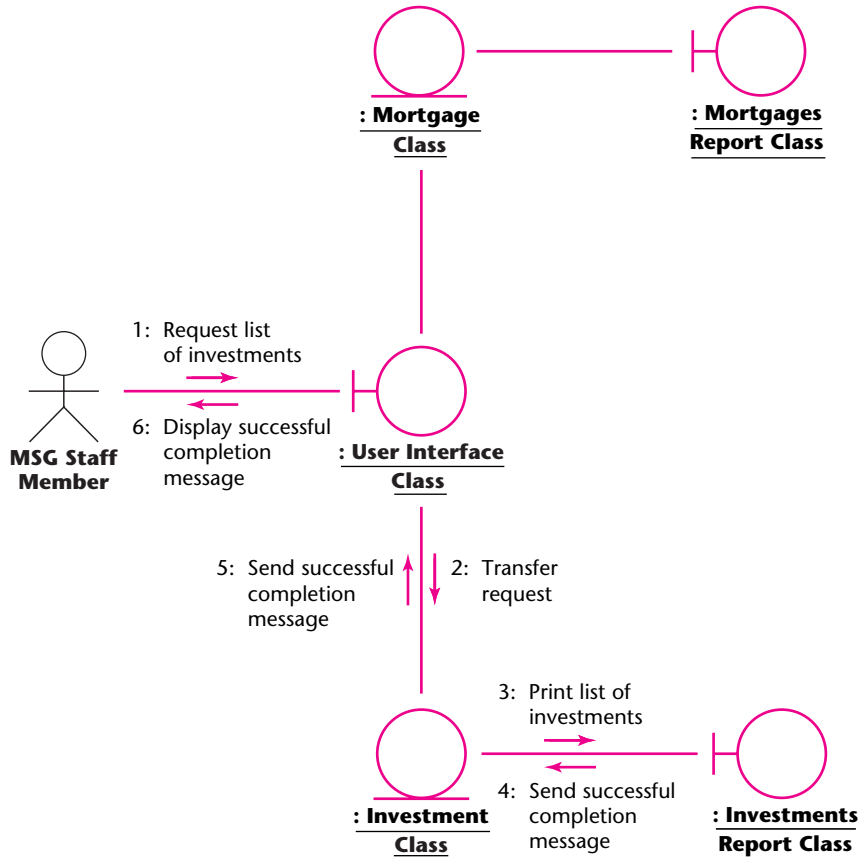 : Mortgage
Class
: Mortgages
Report Class
1: Request list
of investments
6: Display successful
completion
message
MSG Staff
Member
: User Interface
Class
5: Send successful
completion
message
2: Transfer
request
3: Print list of
investments
4: Send successful
completion
message
: Investment
Class
: Investments
Report Class